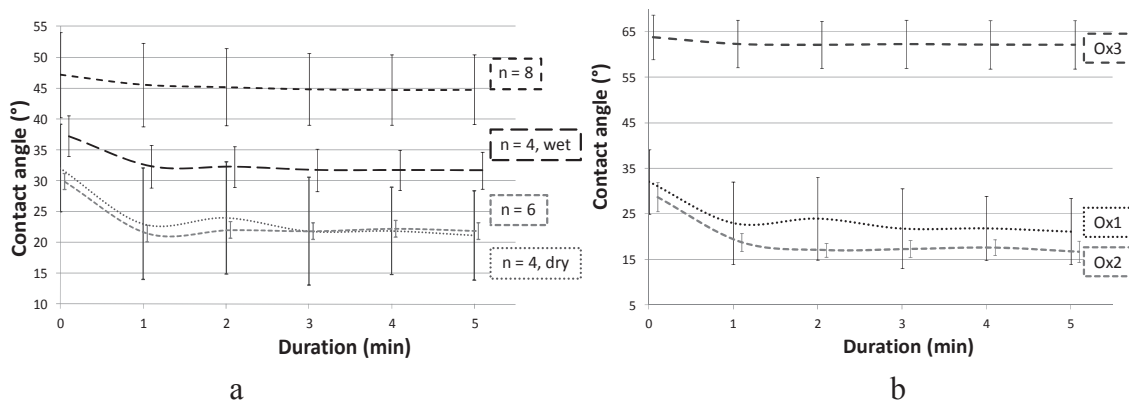 55
50
45
40
35
30
25
20
15
10
Contact angle (°)
0 1 2 3 4 5
Duration (min)
n = 8
n = 4, wet
n = 6
n = 4, dry
a
65
55
45
35
25
15
5
Contact angle (°)
0 1 2 3 4 5
Duration (min)
Ox3
Ox1
Ox2
b